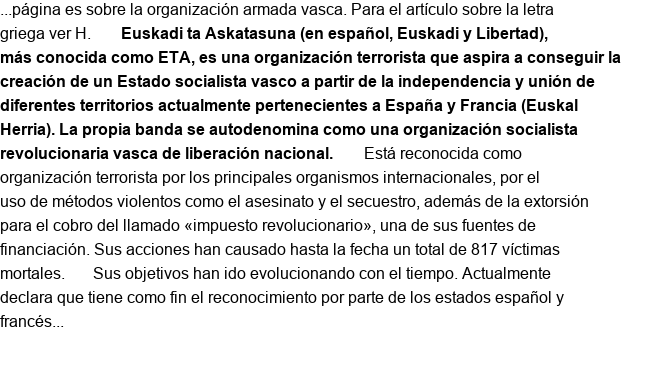 ...página es sobre la organización armada vasca. Para el artículo sobre la letra
griega ver Η. Euskadi ta Askatasuna (en español, Euskadi y Libertad),
más conocida como ETA, es una organización terrorista que aspira a conseguir la
creación de un Estado socialista vasco a partir de la independencia y unión de
diferentes territorios actualmente pertenecientes a España y Francia (Euskal
Herria). La propia banda se autodenomina como una organización socialista
revolucionaria vasca de liberación nacional. Está reconocida como
organización terrorista por los principales organismos internacionales, por el
uso de métodos violentos como el asesinato y el secuestro, además de la extorsión
para el cobro del llamado «impuesto revolucionario», una de sus fuentes de
financiación. Sus acciones han causado hasta la fecha un total de 817 víctimas
mortales. Sus objetivos han ido evolucionando con el tiempo. Actualmente
declara que tiene como fin el reconocimiento por parte de los estados español y
francés...